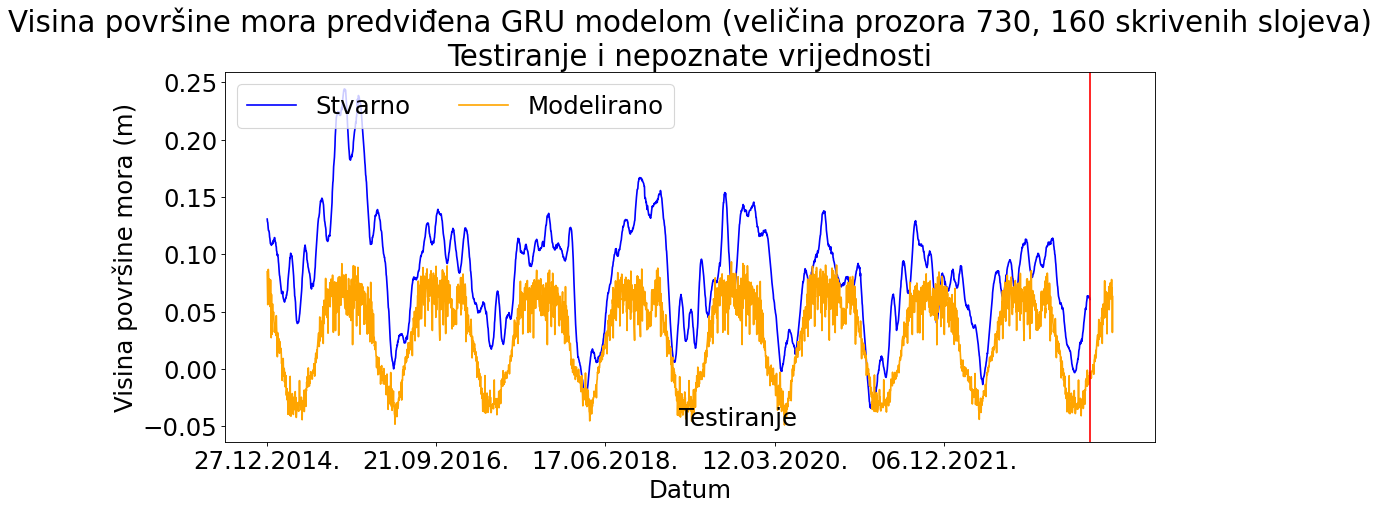 Visina površine mora predviđena GRU modelom (veličina prozora 730, 160 skrivenih slojeva)
Testiranje i nepoznate vrijednosti
Stvarno Modelirano
Visina površine mora (m)
0.25
0.20
0.15
0.10
0.05
0.00
−0.05
Testiranje
27.12.2014. 21.09.2016. 17.06.2018. 12.03.2020. 06.12.2021.
Datum